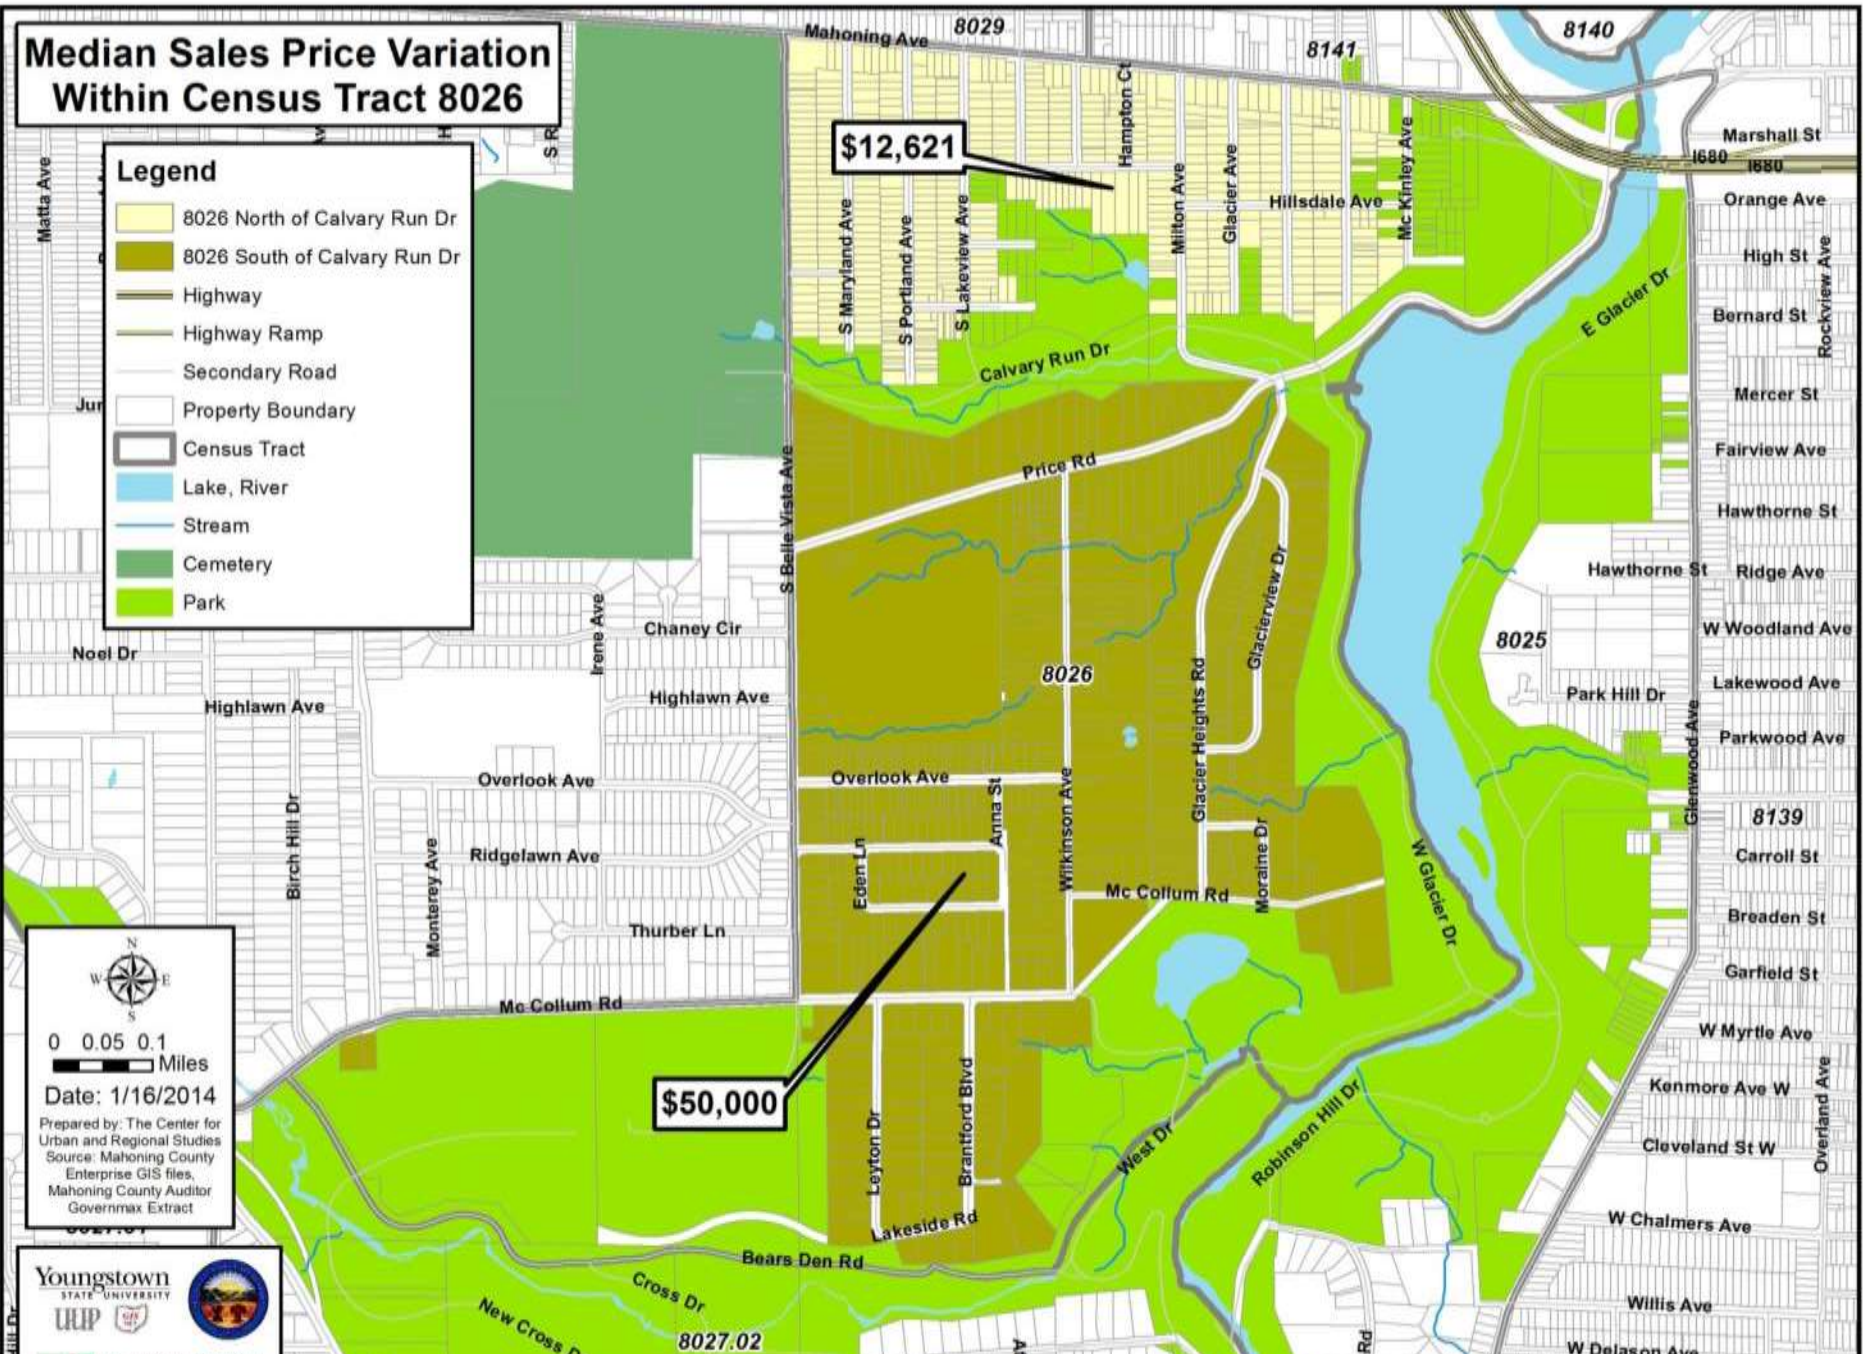 Median Sales Price Variation
Within Census Tract 8026
Legend
8026 North of Calvary Run Dr
8026 South of Calvary Run Dr
Highway
Highway Ramp
Secondary Road
Property Boundary
Census Tract
Lake, River
Stream
Cemetery
Park
Mahoning Ave
8029
8141
8140
$12,621
Hampton Ct
Milton Ave
Glacier Ave
Hillsdale Ave
Mc Kinley Ave
S Maryland Ave
S Portland Ave
S Lakeview Ave
Calvary Run Dr
Marshall St
I680
I680
Orange Ave
High St
Rockview Ave
E Glacier Dr
Bernard St
Mercer St
Fairview Ave
Hawthorne St
Hawthorne St
Ridge Ave
W Woodland Ave
8025
Lakewood Ave
Park Hill Dr
Parkwood Ave
Glenwood Ave
8139
Carroll St
Breaden St
Garfield St
W Myrtle Ave
Kenmore Ave W
Overland Ave
Cleveland St W
W Chalmers Ave
Willis Ave
W Delason Ave
Matta Ave
S Belle Vista Ave
Price Rd
Glacierview Dr
Glacier Heights Rd
8026
Irene Ave
Chaney Cir
Noel Dr
Highlawn Ave
Highlawn Ave
Overlook Ave
Overlook Ave
Birch Hill Dr
Monterey Ave
Ridgelawn Ave
Thurber Ln
Eden Ln
Anna St
Wilkinson Ave
Mc Collum Rd
Moraine Dr
W Glacier Dr
Mc Collum Rd
$50,000
Leyton Dr
Brantford Blvd
Lakeside Rd
West Dr
Robinson Hill Dr
Bears Den Rd
Cross Dr
New Cross
8027.02
Rd
N
W E
S
0 0.05 0.1
Miles
Date: 1/16/2014
Prepared by: The Center for
Urban and Regional Studies
Source: Mahoning County
Enterprise GIS files,
Mahoning County Auditor
Governmax Extract
Youngstown
STATE UNIVERSITY